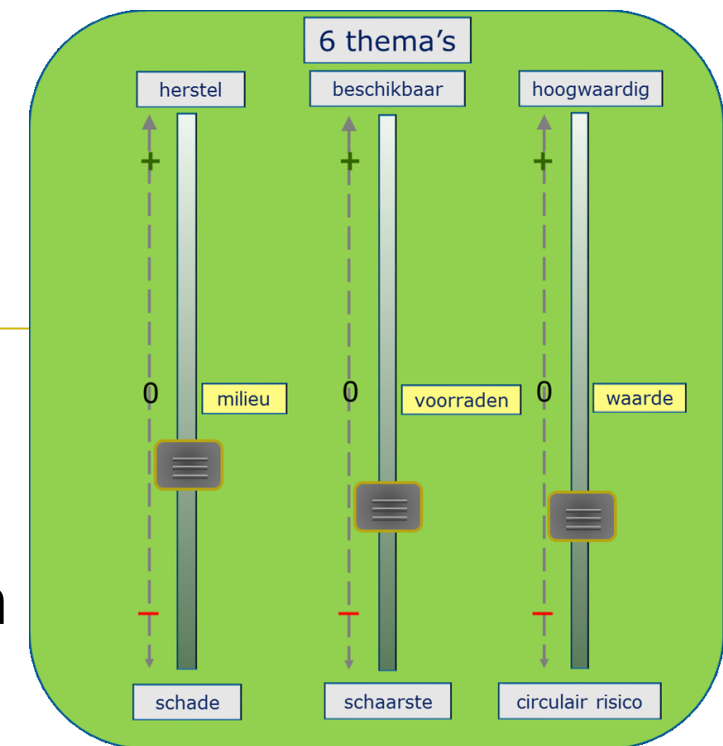 6 thema's
herstel beschikbaar hoogwaardig
+ + +
0 milieu 0 voorraden 0 waarde
n
– – –
schade schaarste circulair risico